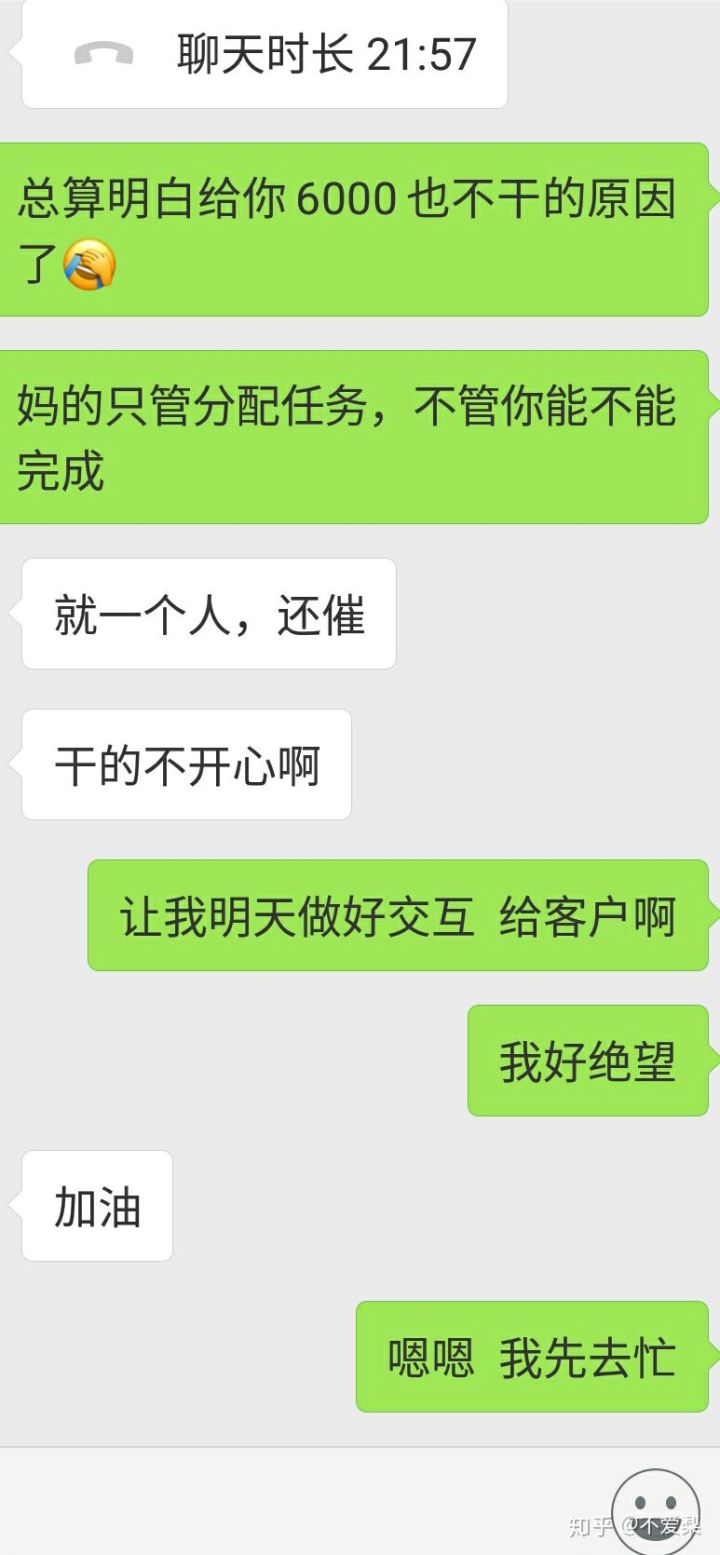 聊天时长 21:57
总算明白给你 6000 也不干的原因
了🤦
妈的只管分配任务，不管你能不能
完成
就一个人，还催
干的不开心啊
让我明天做好交互 给客户啊
我好绝望
加油
嗯嗯 我先去忙
知乎 @不爱梨